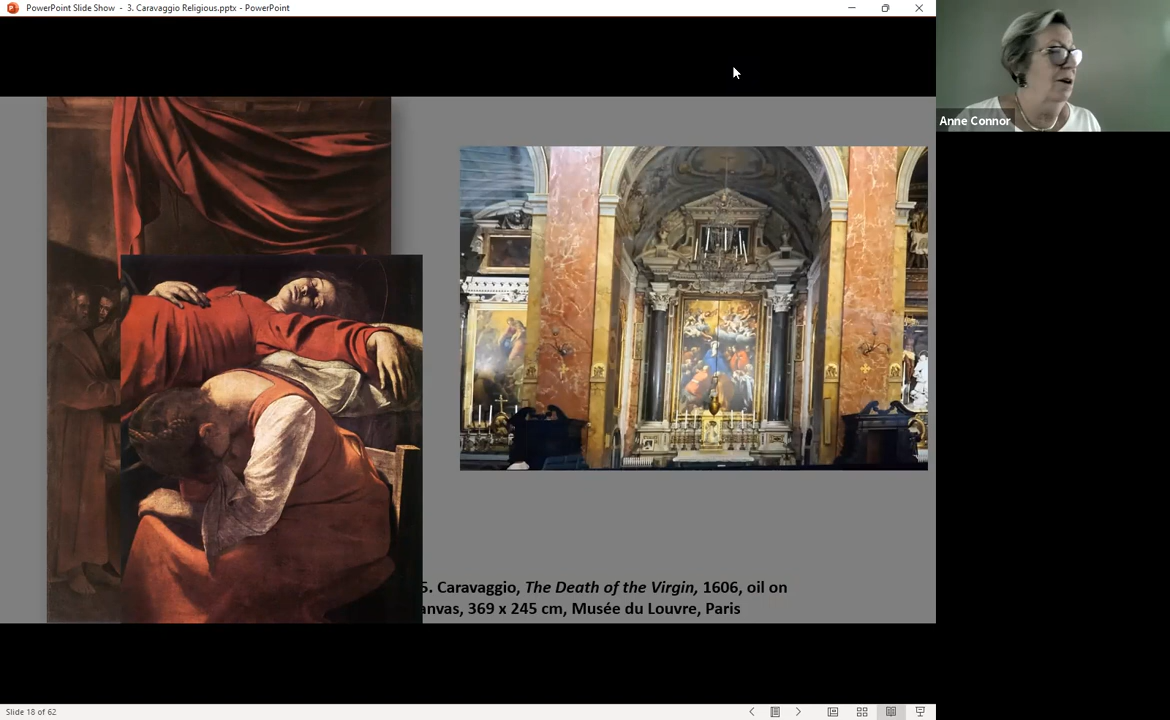 PowerPoint Slide Show - 3. Caravaggio Religious.pptx - PowerPoint
Anne Connor
5. Caravaggio, The Death of the Virgin, 1606, oil on
anvas, 369 x 245 cm, Musée du Louvre, Paris
Slide 18 of 62